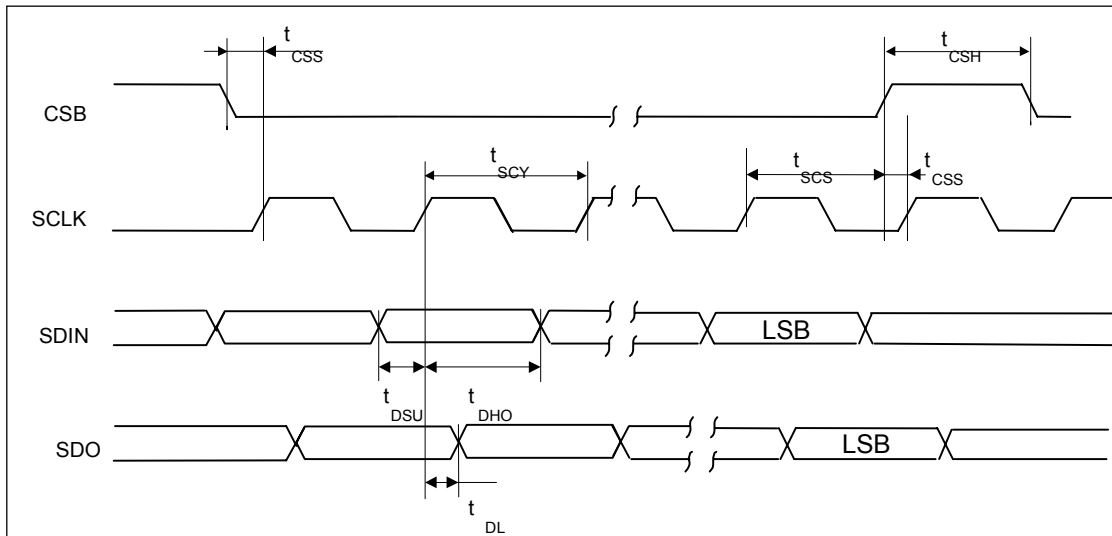 t CSS
t CSH
CSB
t SCY
t SCS
t CSS
SCLK
SDIN
LSB
t DSU
t DHO
SDO
LSB
t DL